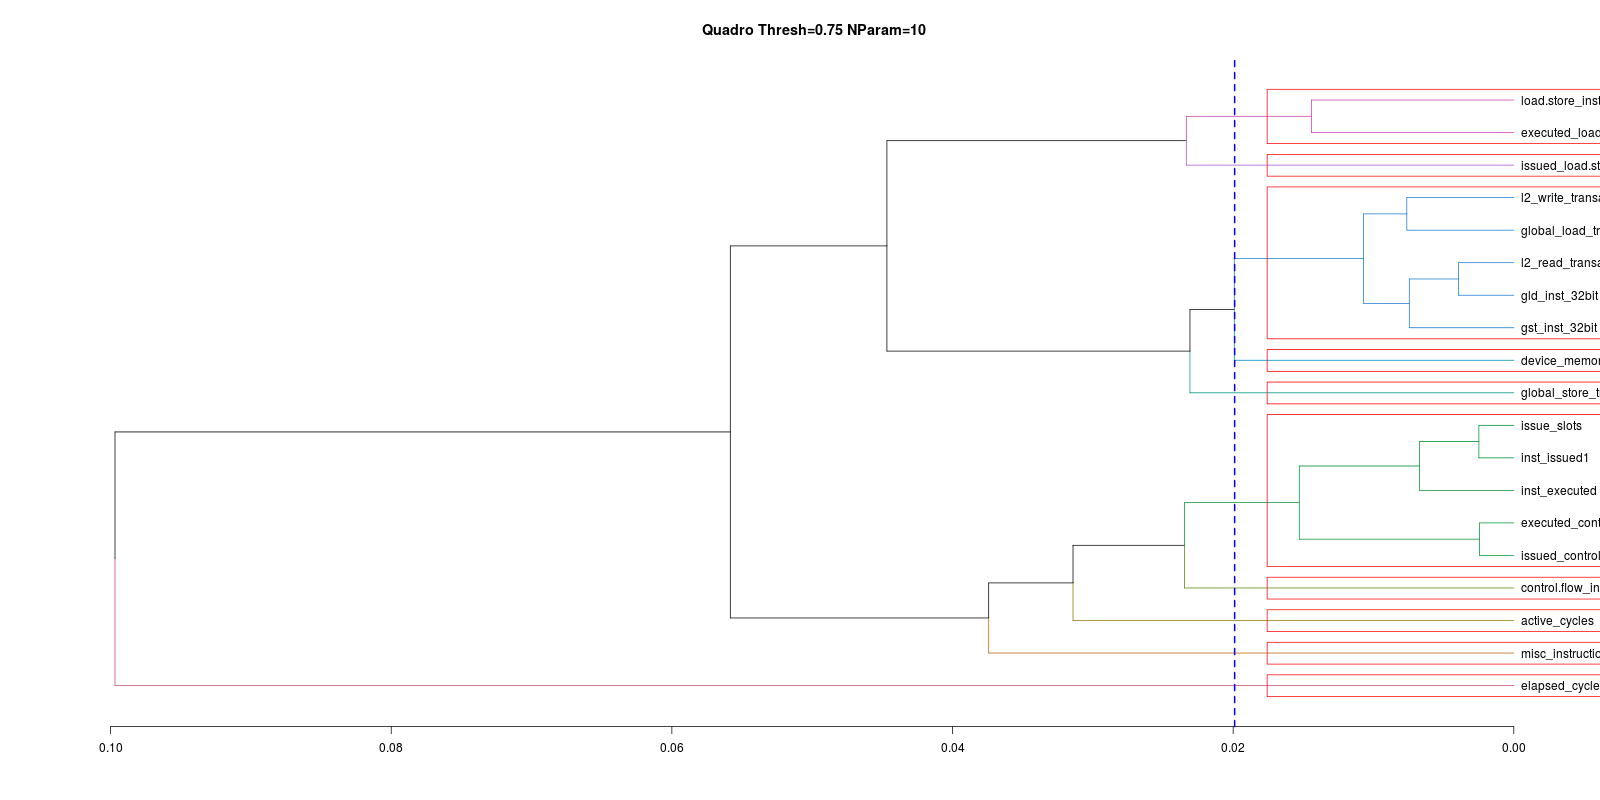 Quadro Thresh=0.75 NParam=10
load.store_inst
executed_load
issued_load.st
l2_write_transa
global_load_tr
l2_read_transa
gld_inst_32bit
gst_inst_32bit
device_memor
global_store_t
issue_slots
inst_issued1
inst_executed
executed_cont
issued_control
control.flow_in
active_cycles
misc_instructio
elapsed_cycle
0.10 0.08 0.06 0.04 0.02 0.00